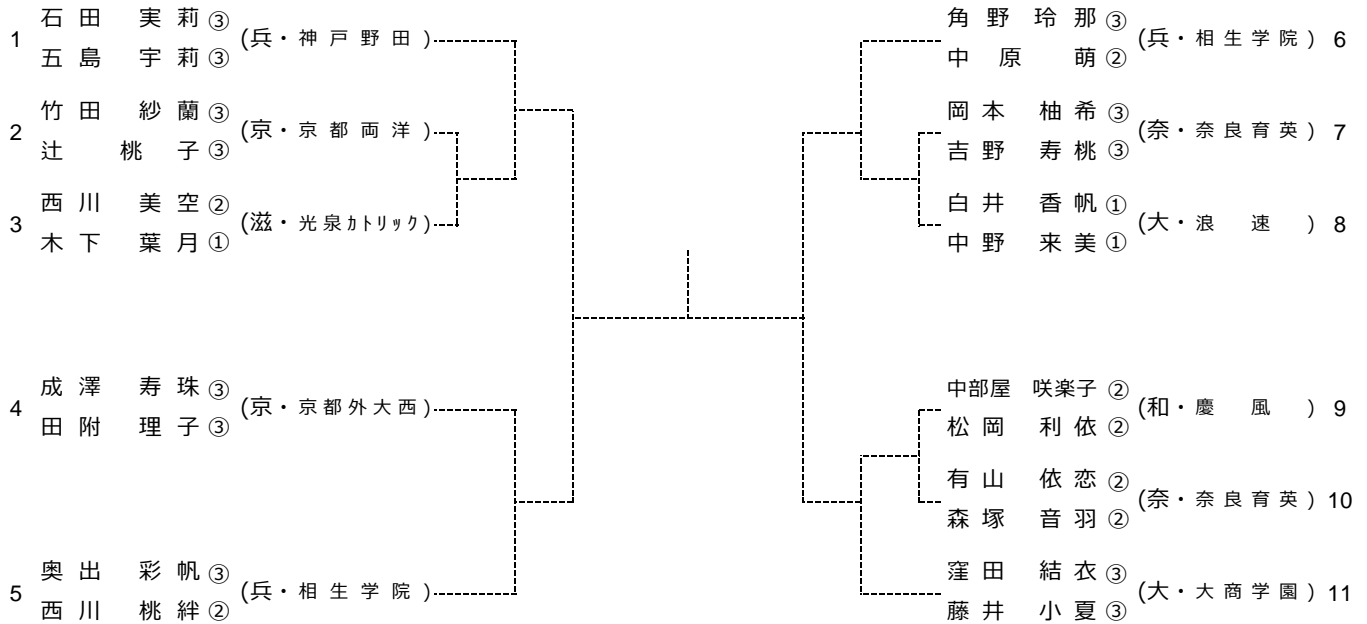 石田 実莉 ③
1 (兵・神戸野田)
五島 宇莉 ③
竹田 紗蘭 ③
2 (京・京都両洋)
辻 桃子 ③
西川 美空 ②
3 (滋・光泉カトリック)
木下 葉月 ①
成澤 寿珠 ③
4 (京・京都外大西)
田附 理子 ③
奥出 彩帆 ③
5 (兵・相生学院)
西川 桃絆 ②
角野 玲那 ③
(兵・相生学院) 6
中原 萌 ②
岡本 柚希 ③
(奈・奈良育英) 7
吉野 寿桃 ③
白井 香帆 ①
(大・浪速) 8
中野 来美 ①
中部屋 咲楽子 ②
(和・慶風) 9
松岡 利依 ②
有山 依恋 ②
(奈・奈良育英) 10
森塚 音羽 ②
窪田 結衣 ③
(大・大商学園) 11
藤井 小夏 ③